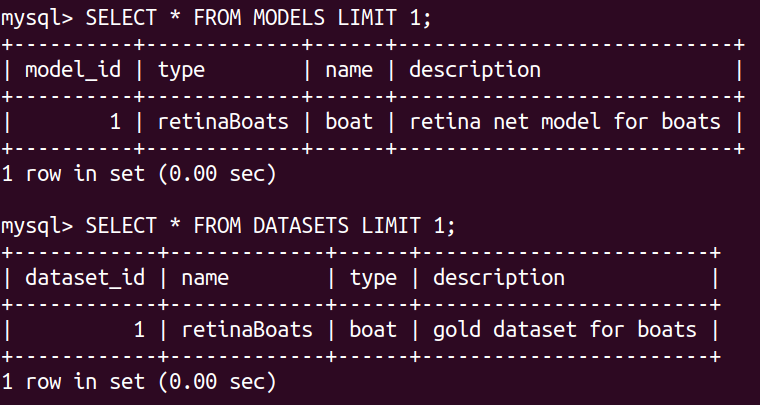 mysql> SELECT * FROM MODELS LIMIT 1;
+----------+-------------+------+----------------------------+
| model_id | type        | name | description                |
+----------+-------------+------+----------------------------+
|        1 | retinaBoats | boat | retina net model for boats |
+----------+-------------+------+----------------------------+
1 row in set (0.00 sec)
mysql> SELECT * FROM DATASETS LIMIT 1;
+------------+-------------+------+------------------------+
| dataset_id | name        | type | description            |
+------------+-------------+------+------------------------+
|          1 | retinaBoats | boat | gold dataset for boats |
+------------+-------------+------+------------------------+
1 row in set (0.00 sec)